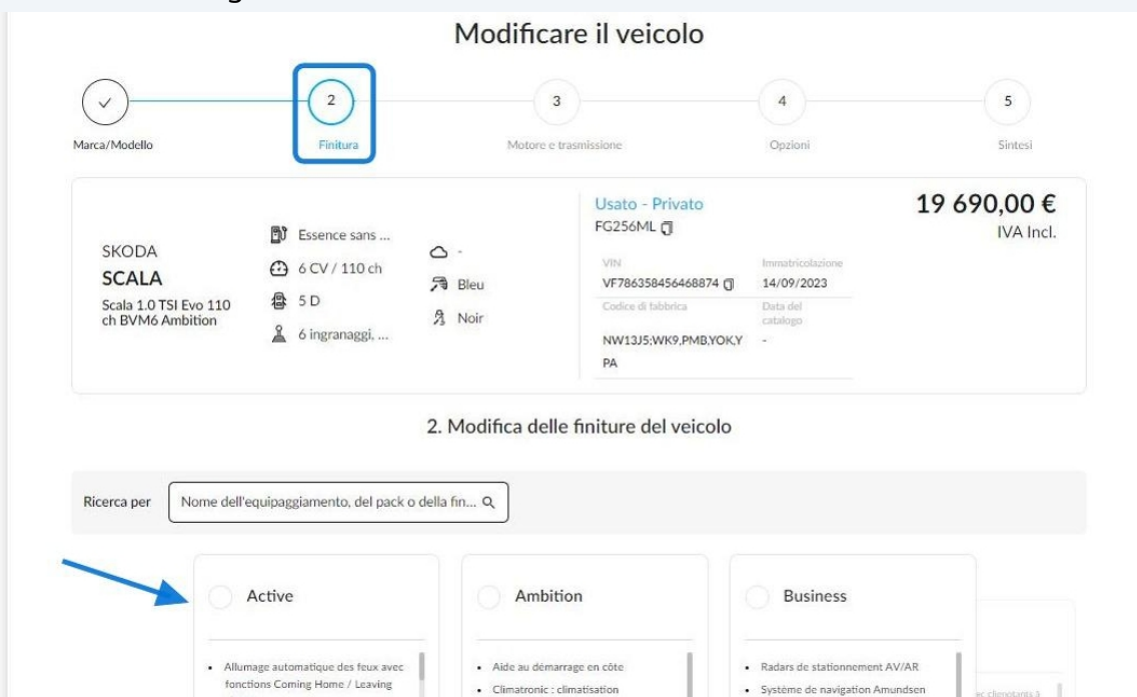 Modificare il veicolo
2
3
4
5
Marca/Modello
Finitura
Motore e trasmissione
Opzioni
Sintesi
SKODA
SCALA
Scala 1.0 TSI Evo 110
ch BVM6 Ambition
Essence sans ...
6 CV / 110 ch
5 D
6 ingranaggi, ...
-
Bleu
Noir
Usato - Privato
FG256ML
VIN
VF786358456468874
Immatricolazione
14/09/2023
Codice di fabbrica
NW13J5;WK9,PMB,YOK,Y
PA
Data del
catalogo
-
19 690,00 €
IVA Incl.
2. Modifica delle finiture del veicolo
Ricerca per
Nome dell'equipaggiamento, del pack o della fin...
Active
Allumage automatique des feux avec
fonctions Coming Home / Leaving
Ambition
Aide au démarrage en côte
Climatronic : climatisation
Business
Radars de stationnement AV/AR
Système de navigation Amundsen